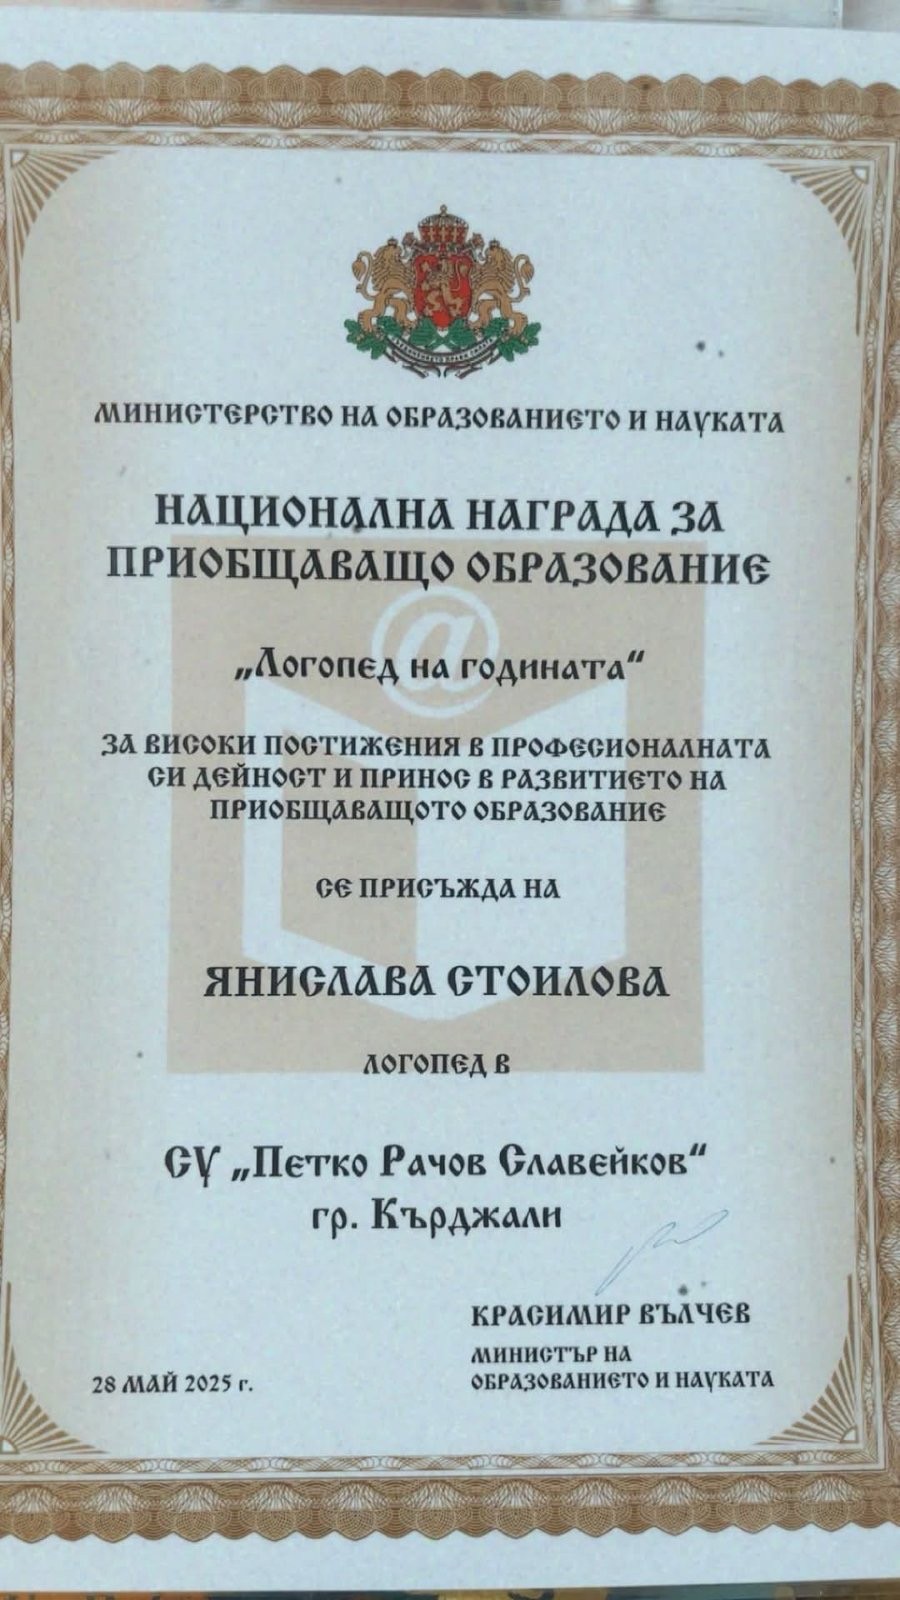 МИНИСТЕРСТВО НА ОБРАЗОВАНИЕТО И НАУКАТА
НАЦИОНАЛНА НАГРАДА ЗА
ПРИОБЩАВАЩО ОБРАЗОВАНИЕ
„Логопед на годината“
ЗА ВИСОКИ ПОСТИЖЕНИЯ В ПРОФЕСИОНАЛНАТА
СИ ДЕЙНОСТ И ПРИНОС В РАЗВИТИЕТО НА
ПРИОБЩАВАЩОТО ОБРАЗОВАНИЕ
СЕ ПРИСЪЖДА НА
ЯНИСЛАВА СТОИЛОВА
ЛОГОПЕД В
СУ „Петко Рачов Славейков“
гр. Кърджали
КРАСИМИР ВЪЛЧЕВ
МИНИСТЪР НА
ОБРАЗОВАНИЕТО И НАУКАТА
28 МАЙ 2025 г.